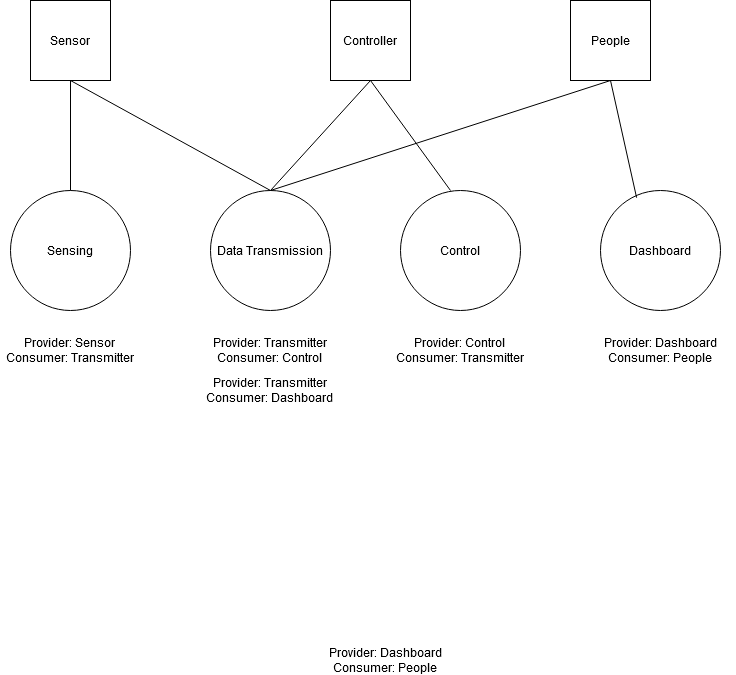 Sensor
Controller
People
Sensing
Data Transmission
Control
Dashboard
Provider: Sensor
Consumer: Transmitter
Provider: Transmitter
Consumer: Control
Provider: Transmitter
Consumer: Dashboard
Provider: Control
Consumer: Transmitter
Provider: Dashboard
Consumer: People
Provider: Dashboard
Consumer: People